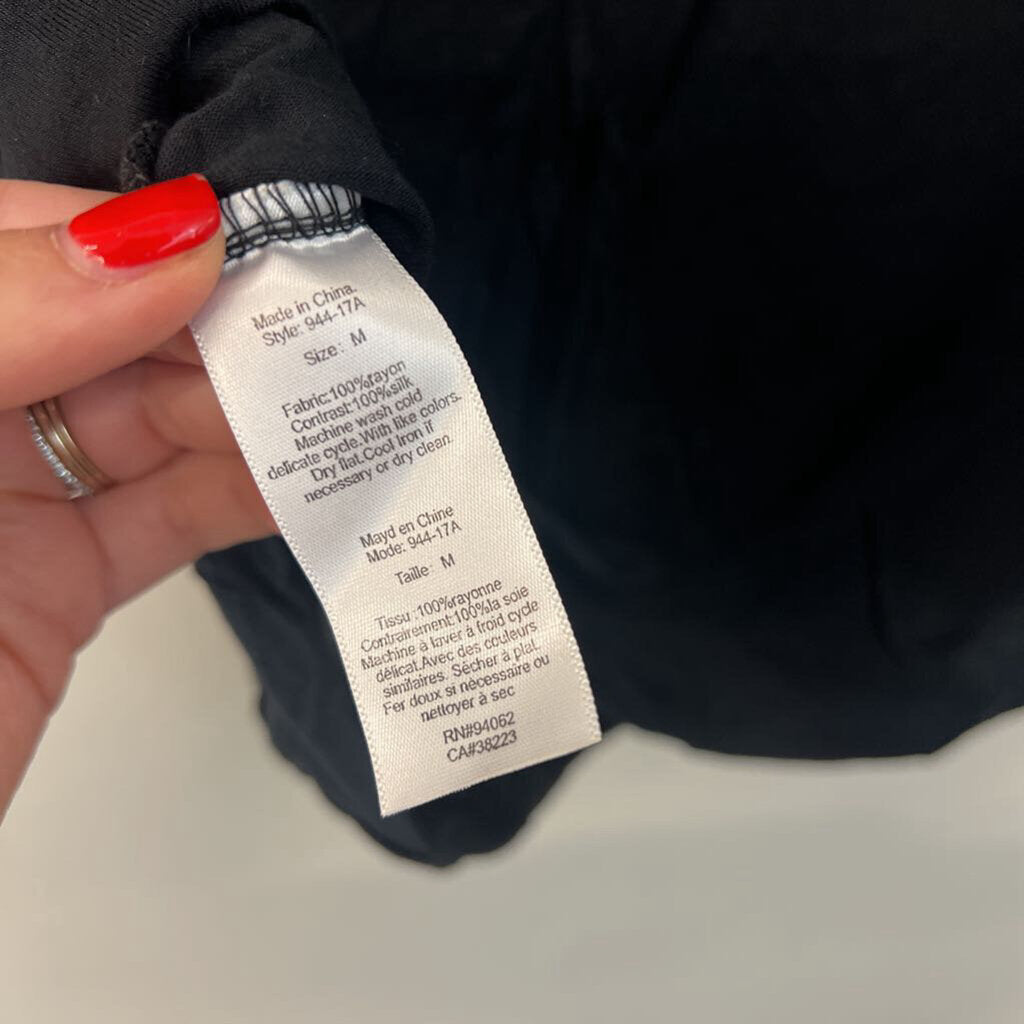 Made in China.
Style: 944-17A
Size: M
Fabric:100%rayon
Contrast:100%silk
Machine wash cold
delicate cycle.With like colors.
Dry flat.Cool Iron if
necessary or dry clean.
Mayd en Chine
Mode: 944-17A
Taille: M
Tissu :100%rayonne
Contrairement:100%la soie
Machine à laver à froid cycle
délicat.Avec des couleurs
similaires. Sécher à plat.
Fer doux si nécessaire ou
nettoyer à sec
RN#94062
CA#38223